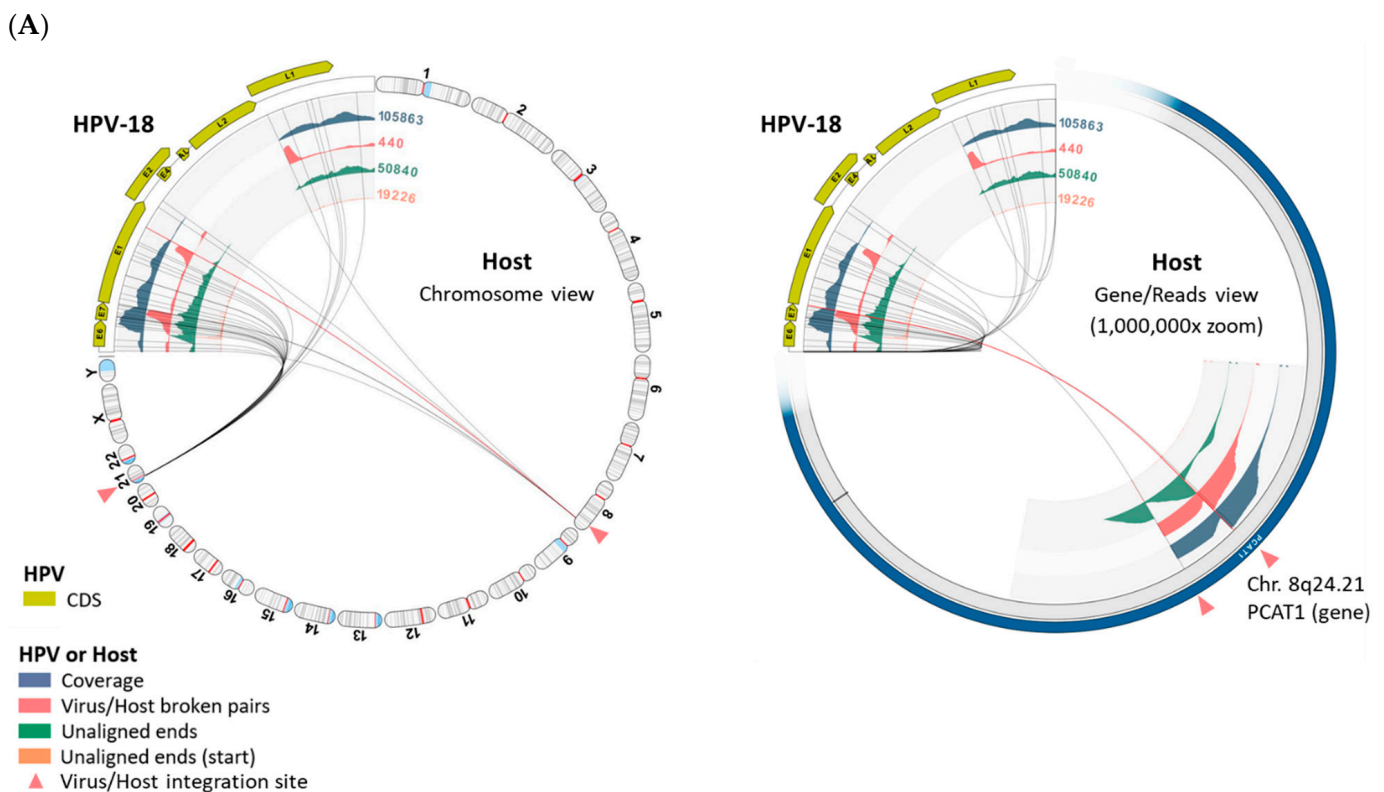 (A)
HPV-18
E6
E7
E1
E2
E4
L2
L1
105863
440
50840
19226
Host
Chromosome view
1
2
3
4
5
6
7
8
9
10
11
12
13
14
15
16
17
18
19
20
21
22
X
Y
HPV
CDS
HPV or Host
Coverage
Virus/Host broken pairs
Unaligned ends
Unaligned ends (start)
Virus/Host integration site
HPV-18
E6
E7
E1
E2
E4
L2
L1
105863
440
50840
19226
Host
Gene/Reads view
(1,000,000x zoom)
PCAT1
Chr. 8q24.21
PCAT1 (gene)